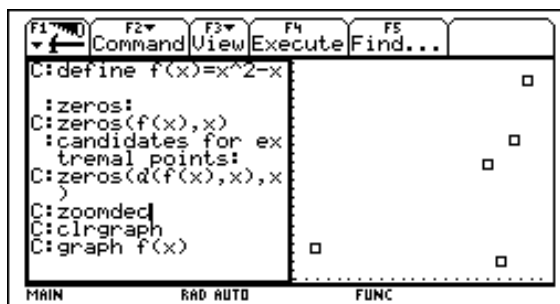 F1 F2 F3 F4 F5
Command View Execute Find...
C:define f(x)=x^2-x
:zeros:
C:zeros(f(x),x)
:candidates for ex
tremal points:
C:zeros(d(f(x),x),x
)
C:zoomdec
C:clrgraph
C:graph f(x)
MAIN RAD AUTO FUNC